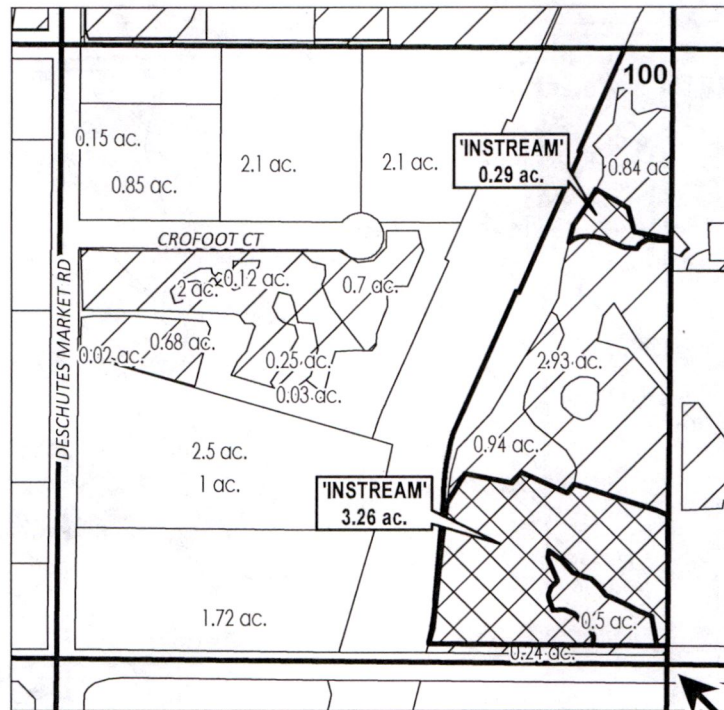 100
0.15 ac.
'INSTREAM'
0.29 ac.
2.1 ac.
2.1 ac.
0.84 ac
0.85 ac.
CROFOOT CT
0.12 ac.
.2 ac.
0.7 ac.
DESCHUTES MARKET RD
0.68 ac.
0.02 ac.
0.25 ac.
2.93 ac.
0.03 ac.
0.94 ac.
2.5 ac.
1 ac.
'INSTREAM'
3.26 ac.
1.72 ac.
0.5 ac.
0.24 ac.